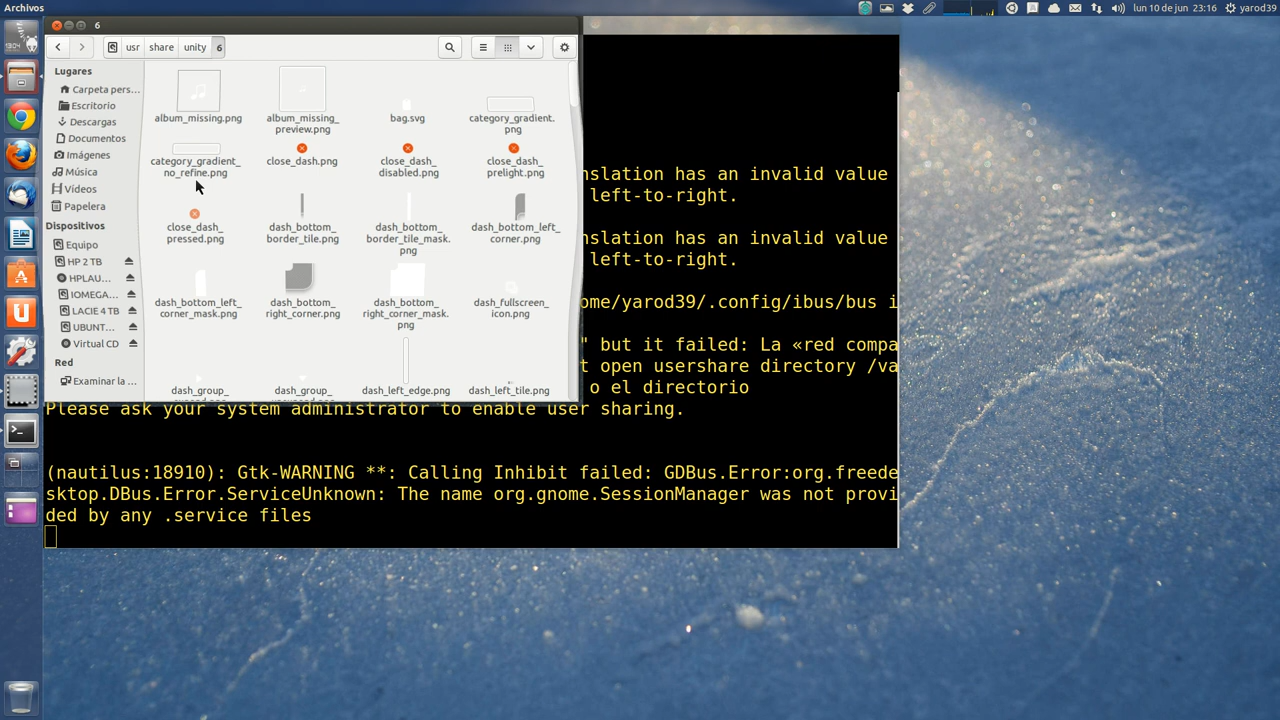 Archivos
lun 10 de jun 23:16
yarod39
6
usr
share
unity
6
Lugares
Carpeta pers...
Escritorio
Descargas
Documentos
Imágenes
Música
Vídeos
Papelera
Dispositivos
Equipo
HP 2 TB
HPLAU...
IOMEGA...
LACIE 4 TB
UBUNT...
Virtual CD
Red
Examinar la ...
album_missing.png
album_missing_
preview.png
bag.svg
category_gradient.
png
category_gradient_
no_refine.png
close_dash.png
close_dash_
disabled.png
close_dash_
prelight.png
close_dash_
pressed.png
dash_bottom_
border_tile.png
dash_bottom_
border_tile_mask.
png
dash_bottom_left_
corner.png
dash_bottom_left_
corner_mask.png
dash_bottom_
right_corner.png
dash_bottom_
right_corner_mask.
png
dash_fullscreen_
icon.png
dash_group_
dash_group_
dash_left_edge.png
dash_left_tile.png
nslation has an invalid value
left-to-right.
nslation has an invalid value
left-to-right.
ome/yarod39/.config/ibus/bus i
" but it failed: La «red compa
t open usershare directory /va
o el directorio
Please ask your system administrator to enable user sharing.
(nautilus:18910): Gtk-WARNING **: Calling Inhibit failed: GDBus.Error:org.freede
sktop.DBus.Error.ServiceUnknown: The name org.gnome.SessionManager was not provi
ded by any .service files